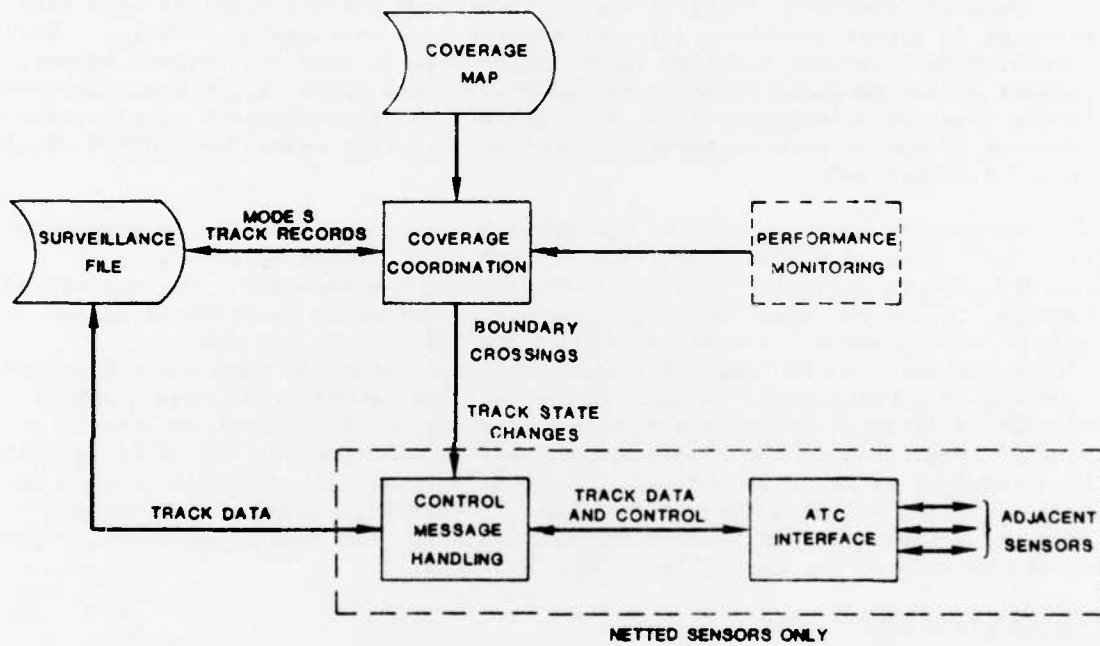 COVERAGE
MAP
SURVEILLANCE
FILE
MODE S
TRACK RECORDS
COVERAGE
COORDINATION
PERFORMANCE
MONITORING
BOUNDARY
CROSSINGS
TRACK STATE
CHANGES
TRACK DATA
CONTROL
MESSAGE
HANDLING
TRACK DATA
AND CONTROL
ATC
INTERFACE
ADJACENT
SENSORS
NETTED SENSORS ONLY